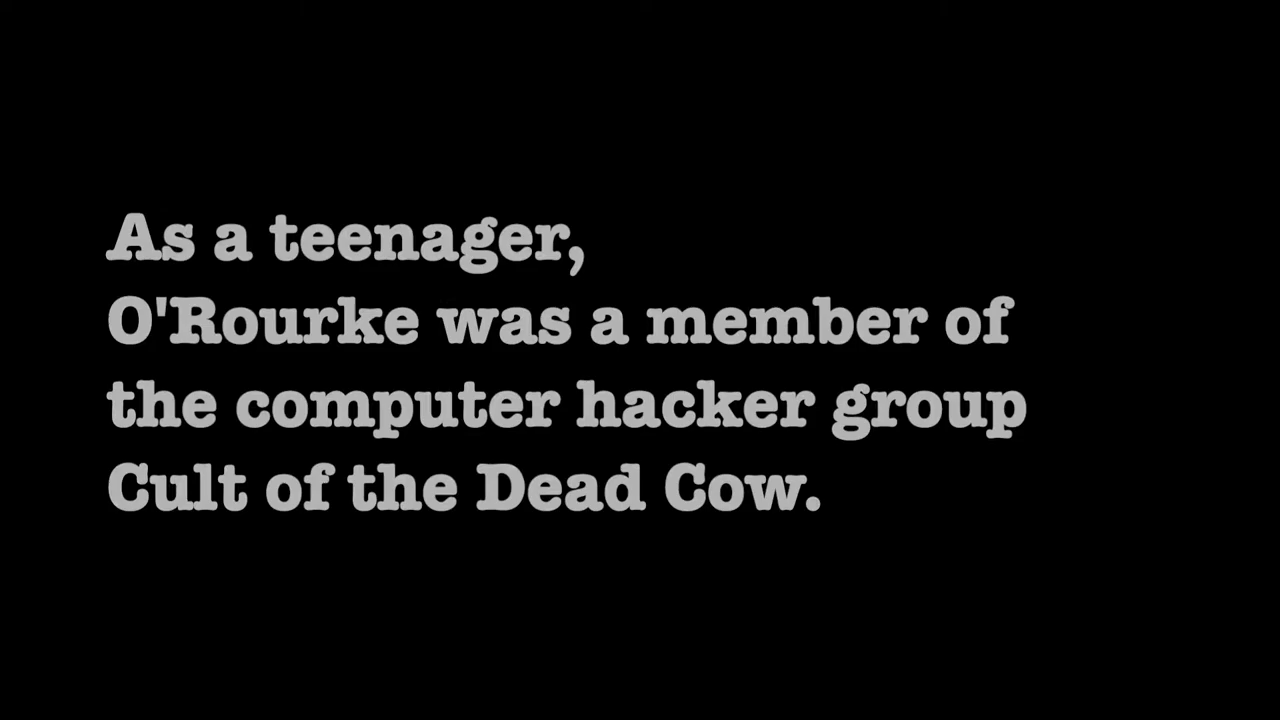 As a teenager,
O'Rourke was a member of
the computer hacker group
Cult of the Dead Cow.